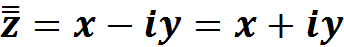 z̿ = x − iy = x + iy